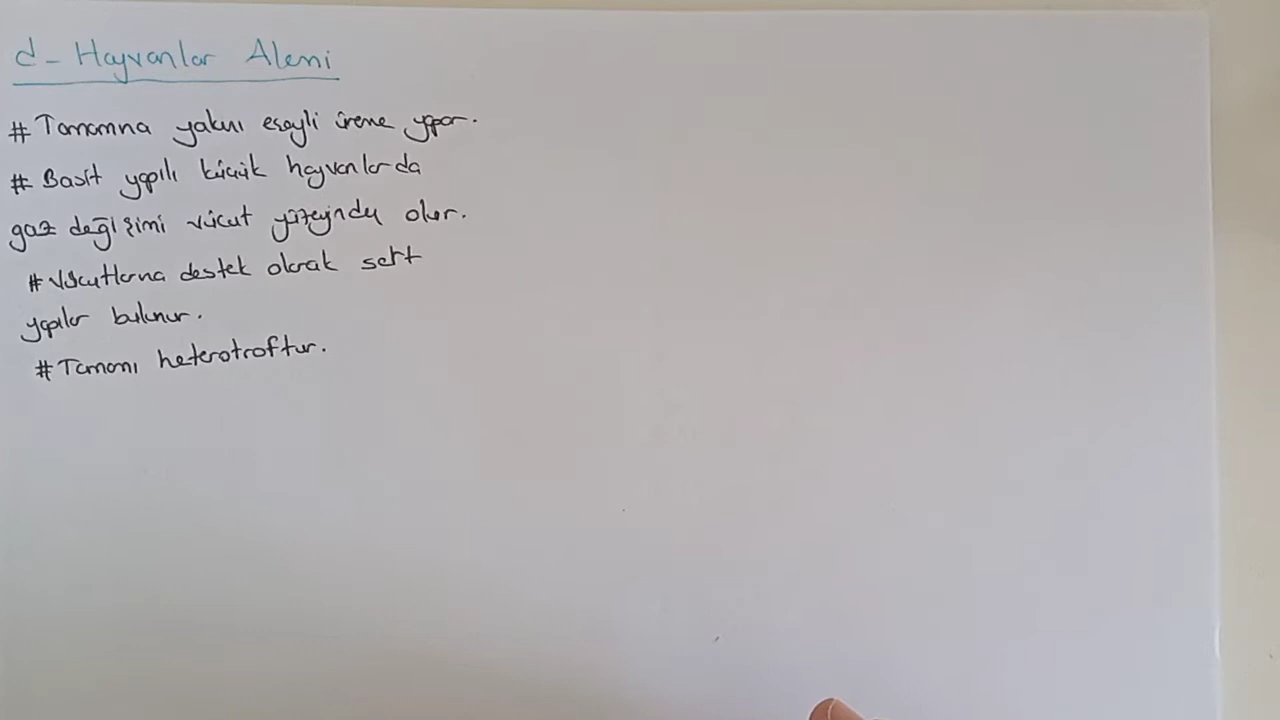 d- Hayvanlar Alemi
# Tamamına yakını eşeyli üreme yapar.
# Basit yapılı küçük hayvanlarda
gaz değişimi vücut yüzeyinden olur.
# Vücutlarına destek olarak sert
yapılar bulunur.
# Tamamı heterotroftur.